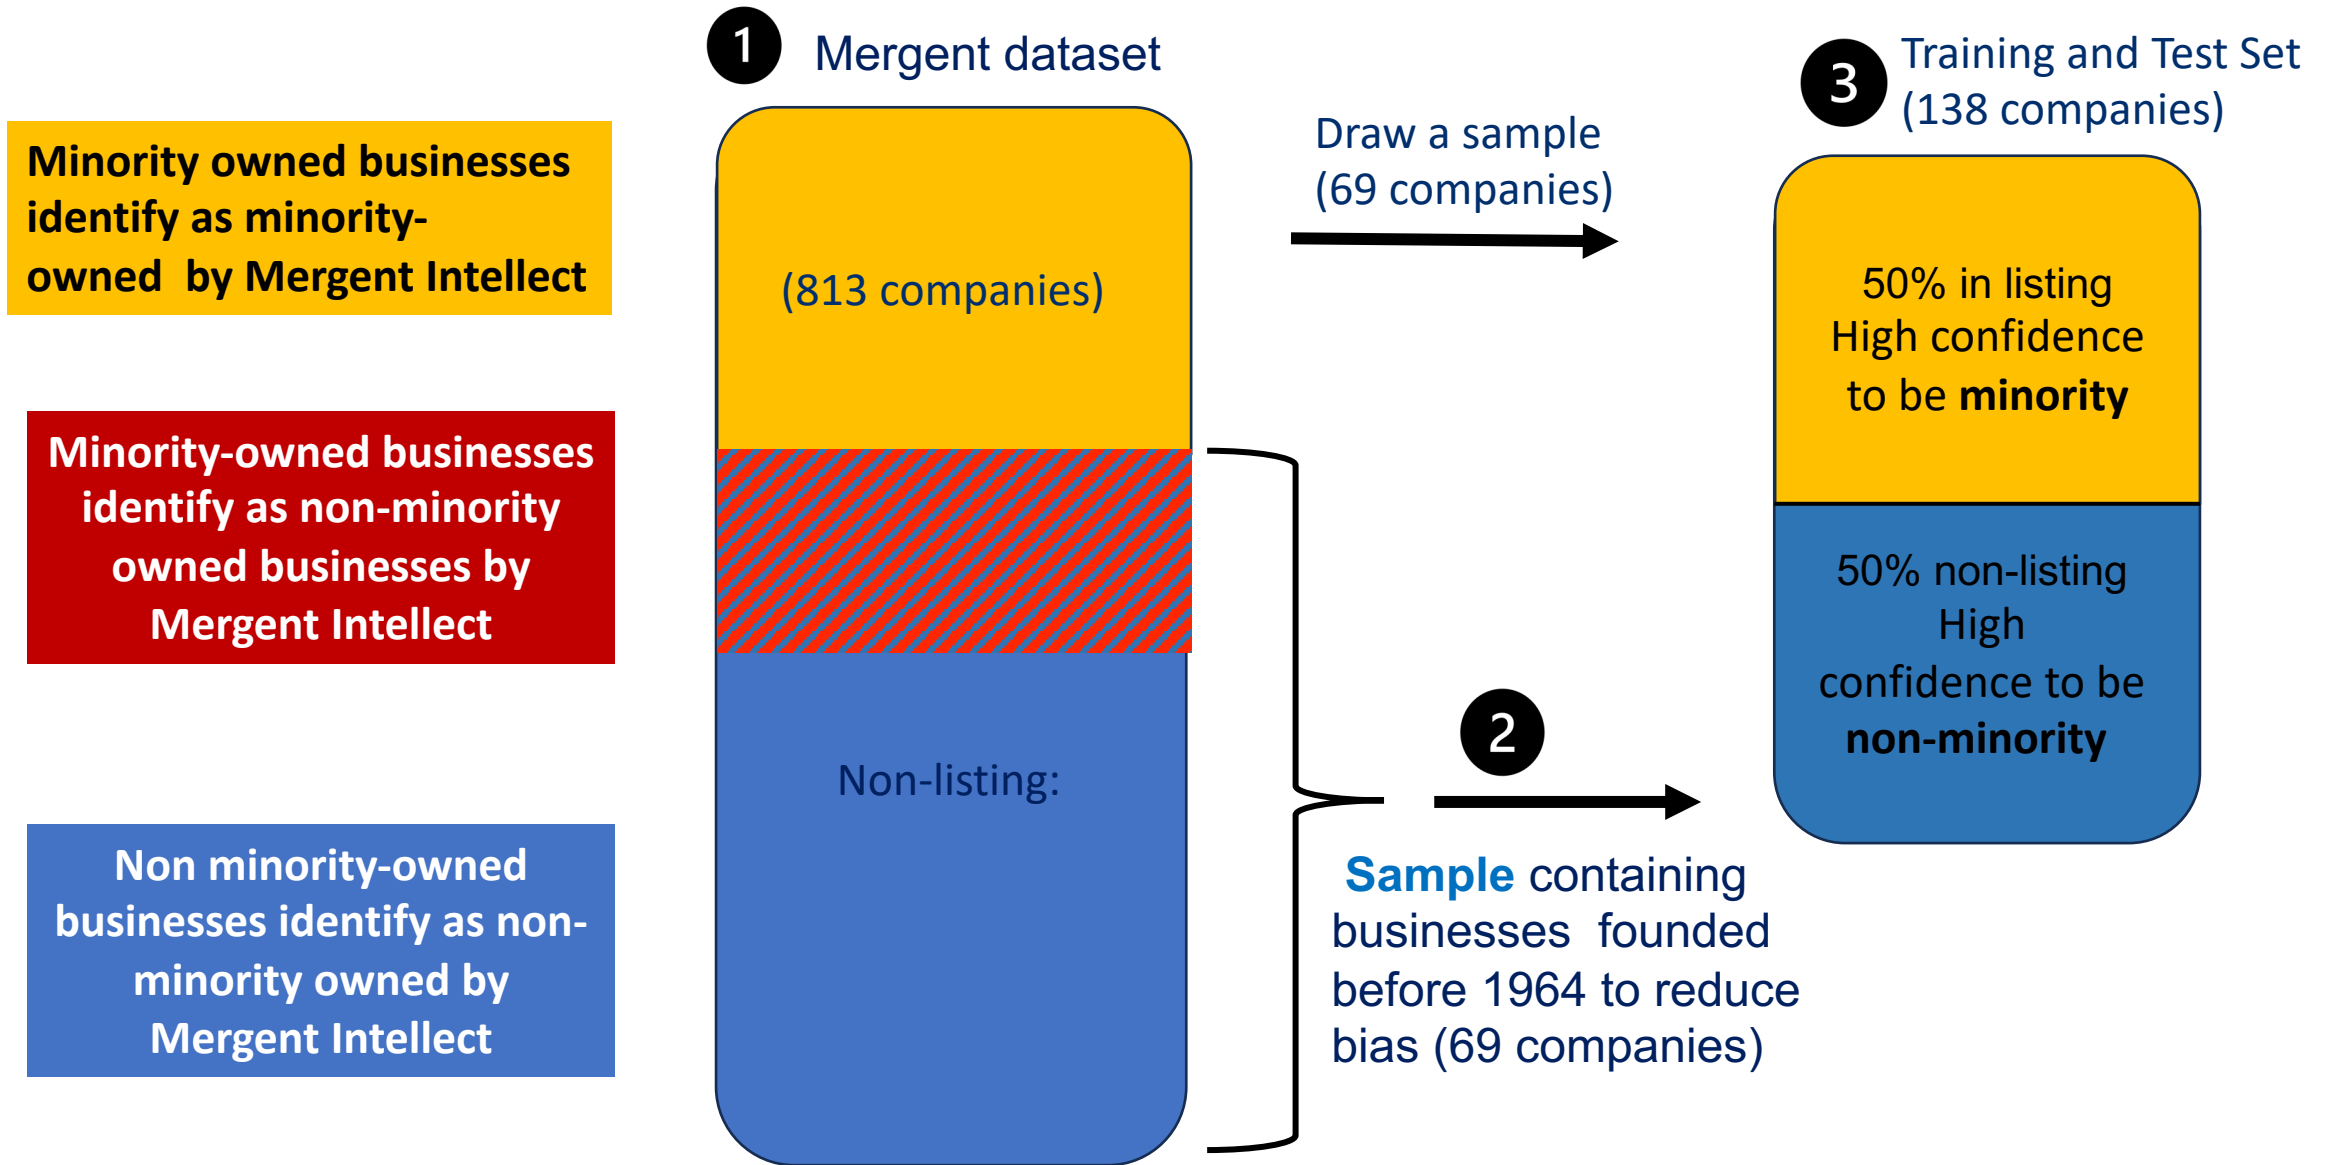 1
Mergent dataset
3
Training and Test Set
(138 companies)
Minority owned businesses
identify as minority-
owned  by Mergent Intellect
Draw a sample
(69 companies)
(813 companies)
50% in listing
High confidence
to be minority
Minority-owned businesses
identify as non-minority
owned businesses by
Mergent Intellect
50% non-listing
High
confidence to be
non-minority
2
Non-listing:
Non minority-owned
businesses identify as non-
minority owned by
Mergent Intellect
Sample containing
businesses  founded
before 1964 to reduce
bias (69 companies)